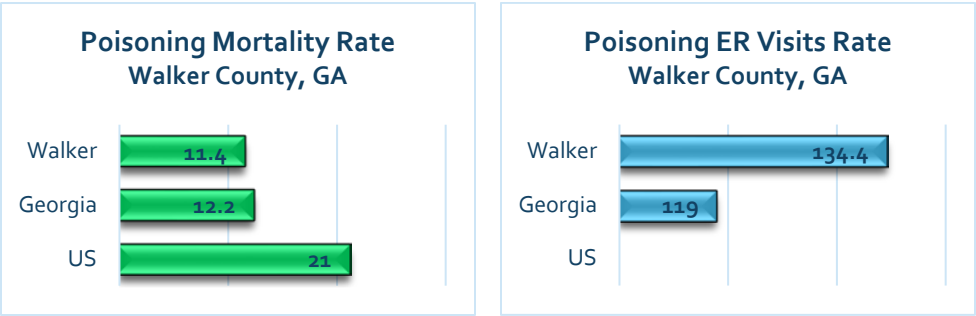 Poisoning Mortality Rate
Walker County, GA
Walker
11.4
Georgia
12.2
US
21
Poisoning ER Visits Rate
Walker County, GA
Walker
134.4
Georgia
119
US